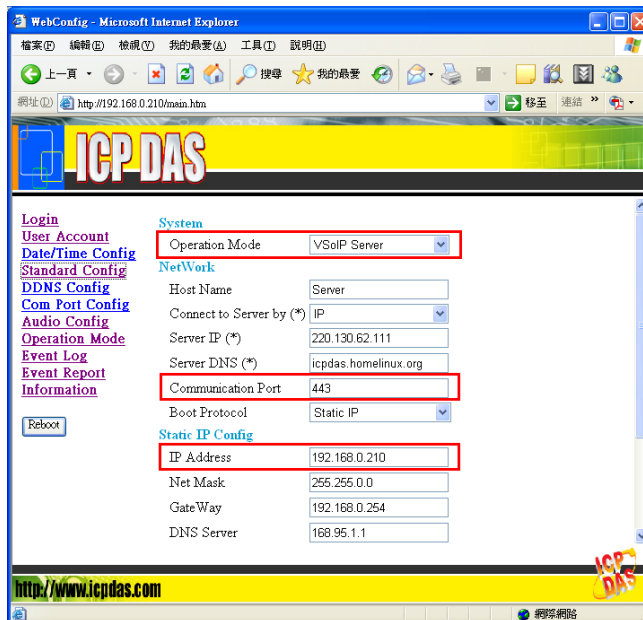 WebConfig - Microsoft Internet Explorer
檔案(F) 編輯(E) 檢視(V) 我的最愛(A) 工具(T) 說明(H)
上一頁 搜尋 我的最愛
網址(D) http://192.168.0.210/main.htm 移至 連結 »
ICP DAS
Login
User Account
Date/Time Config
Standard Config
DDNS Config
Com Port Config
Audio Config
Operation Mode
Event Log
Event Report
Information
Reboot
System
Operation Mode VSoIP Server
NetWork
Host Name Server
Connect to Server by (*) IP
Server IP (*) 220.130.62.111
Server DNS (*) icpdas.homelinux.org
Communication Port 443
Boot Protocol Static IP
Static IP Config
IP Address 192.168.0.210
Net Mask 255.255.0.0
GateWay 192.168.0.254
DNS Server 168.95.1.1
http://www.icpdas.com
ICP DAS
網際網路